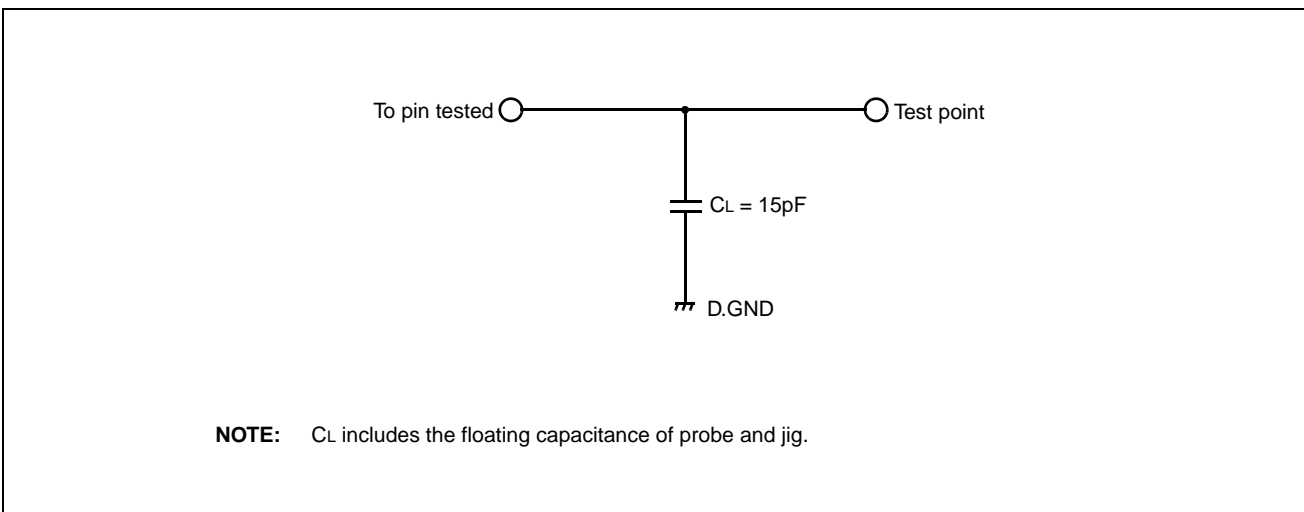 To pin tested
Test point
CL = 15pF
D.GND
NOTE: CL includes the floating capacitance of probe and jig.